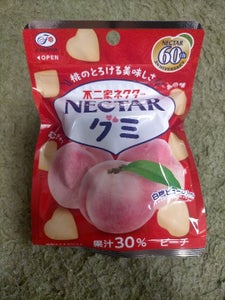 OPEN
NECTAR
60th
ANNIVERSARY
桃のとろける美味しさ
不二家ネクター
NECTAR
グミ
果汁30% ピーチ